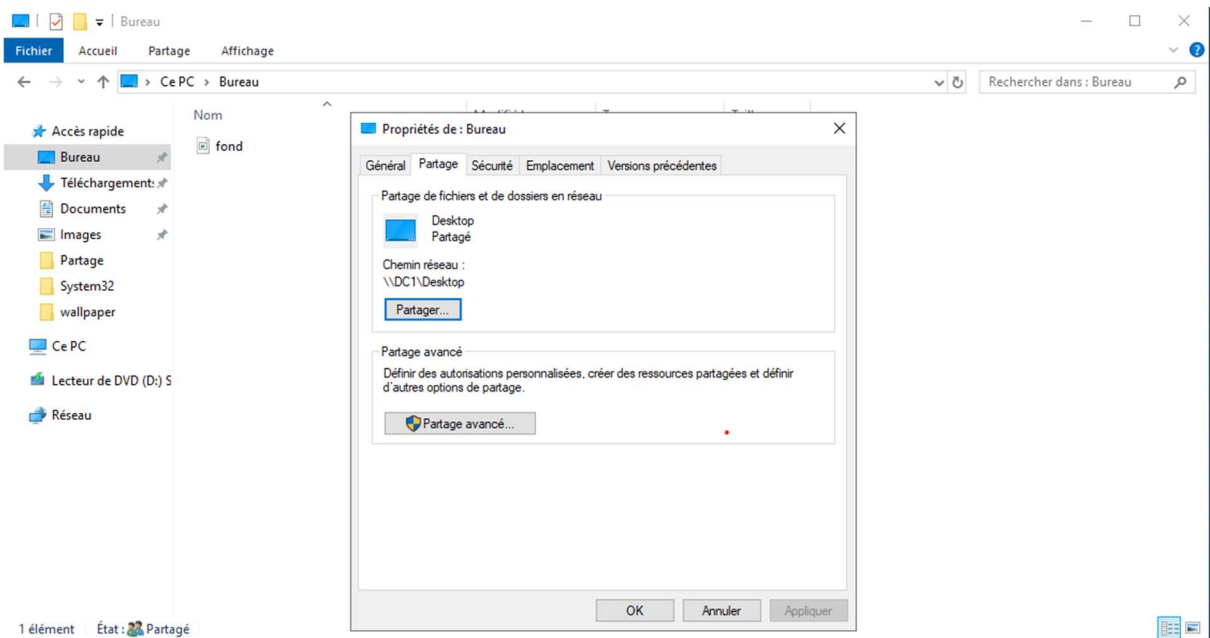 Bureau
Fichier Accueil Partage Affichage
Ce PC > Bureau
Rechercher dans : Bureau
Nom
Accès rapide
Bureau
Téléchargement:
Documents
Images
Partage
System32
wallpaper
Ce PC
Lecteur de DVD (D:) S
Réseau
fond
Propriétés de : Bureau
Général Partage Sécurité Emplacement Versions précédentes
Partage de fichiers et de dossiers en réseau
Desktop
Partagé
Chemin réseau :
\\DC1\Desktop
Partager...
Partage avancé
Définir des autorisations personnalisées, créer des ressources partagées et définir
d'autres options de partage.
Partage avancé...
OK Annuler Appliquer
1 élément État : Partagé